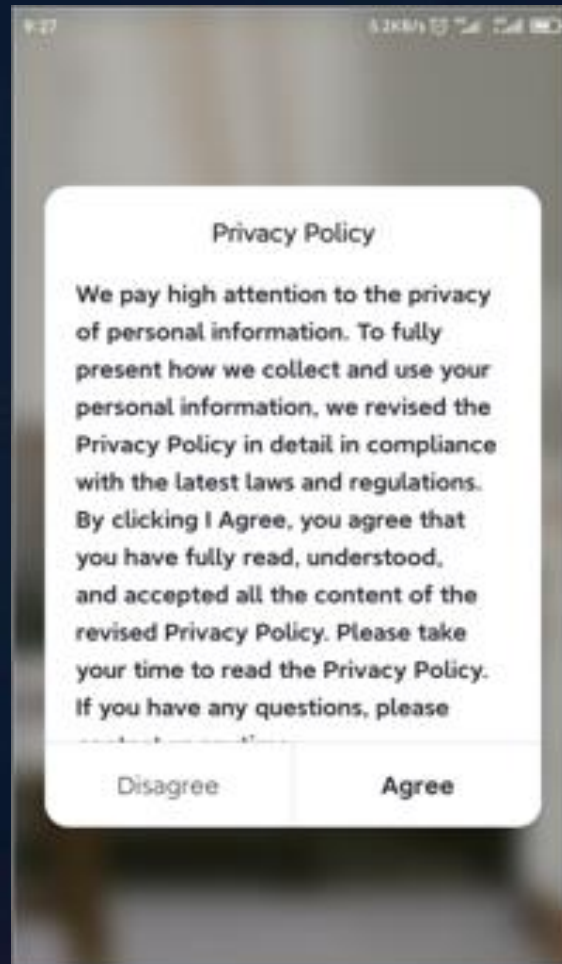 9:27
Privacy Policy
We pay high attention to the privacy
of personal information. To fully
present how we collect and use your
personal information, we revised the
Privacy Policy in detail in compliance
with the latest laws and regulations.
By clicking I Agree, you agree that
you have fully read, understood,
and accepted all the content of the
revised Privacy Policy. Please take
your time to read the Privacy Policy.
If you have any questions, please
Disagree
Agree